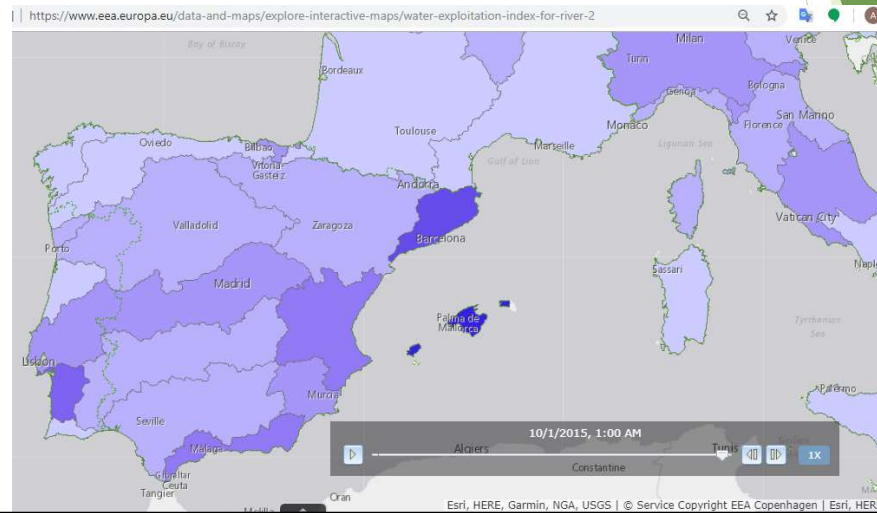 https://www.eea.europa.eu/data-and-maps/explore-interactive-maps/water-exploitation-index-for-river-2
A
Bay of Biscay
Milan
Venice
Turin
Bordeaux
Bologna
Genoa
San Marino
Toulouse
Monaco
Florence
Oviedo
Bilbao
Marseille
Ligurian Sea
Vitoria-
Gasteiz
Gulf of Lion
Andorra
Valladolid
Zaragoza
Vatican City
Porto
Barcelona
Madrid
Sassari
Palma de
Mallorca
Tyrrhenian
Sea
Lisbon
Murcia
Palermo
Seville
10/1/2015, 1:00 AM
Málaga
Algiers
Tunis
1X
Constantine
Gibraltar
Ceuta
Tangier
Oran
Esri, HERE, Garmin, NGA, USGS | © Service Copyright EEA Copenhagen | Esri, HER